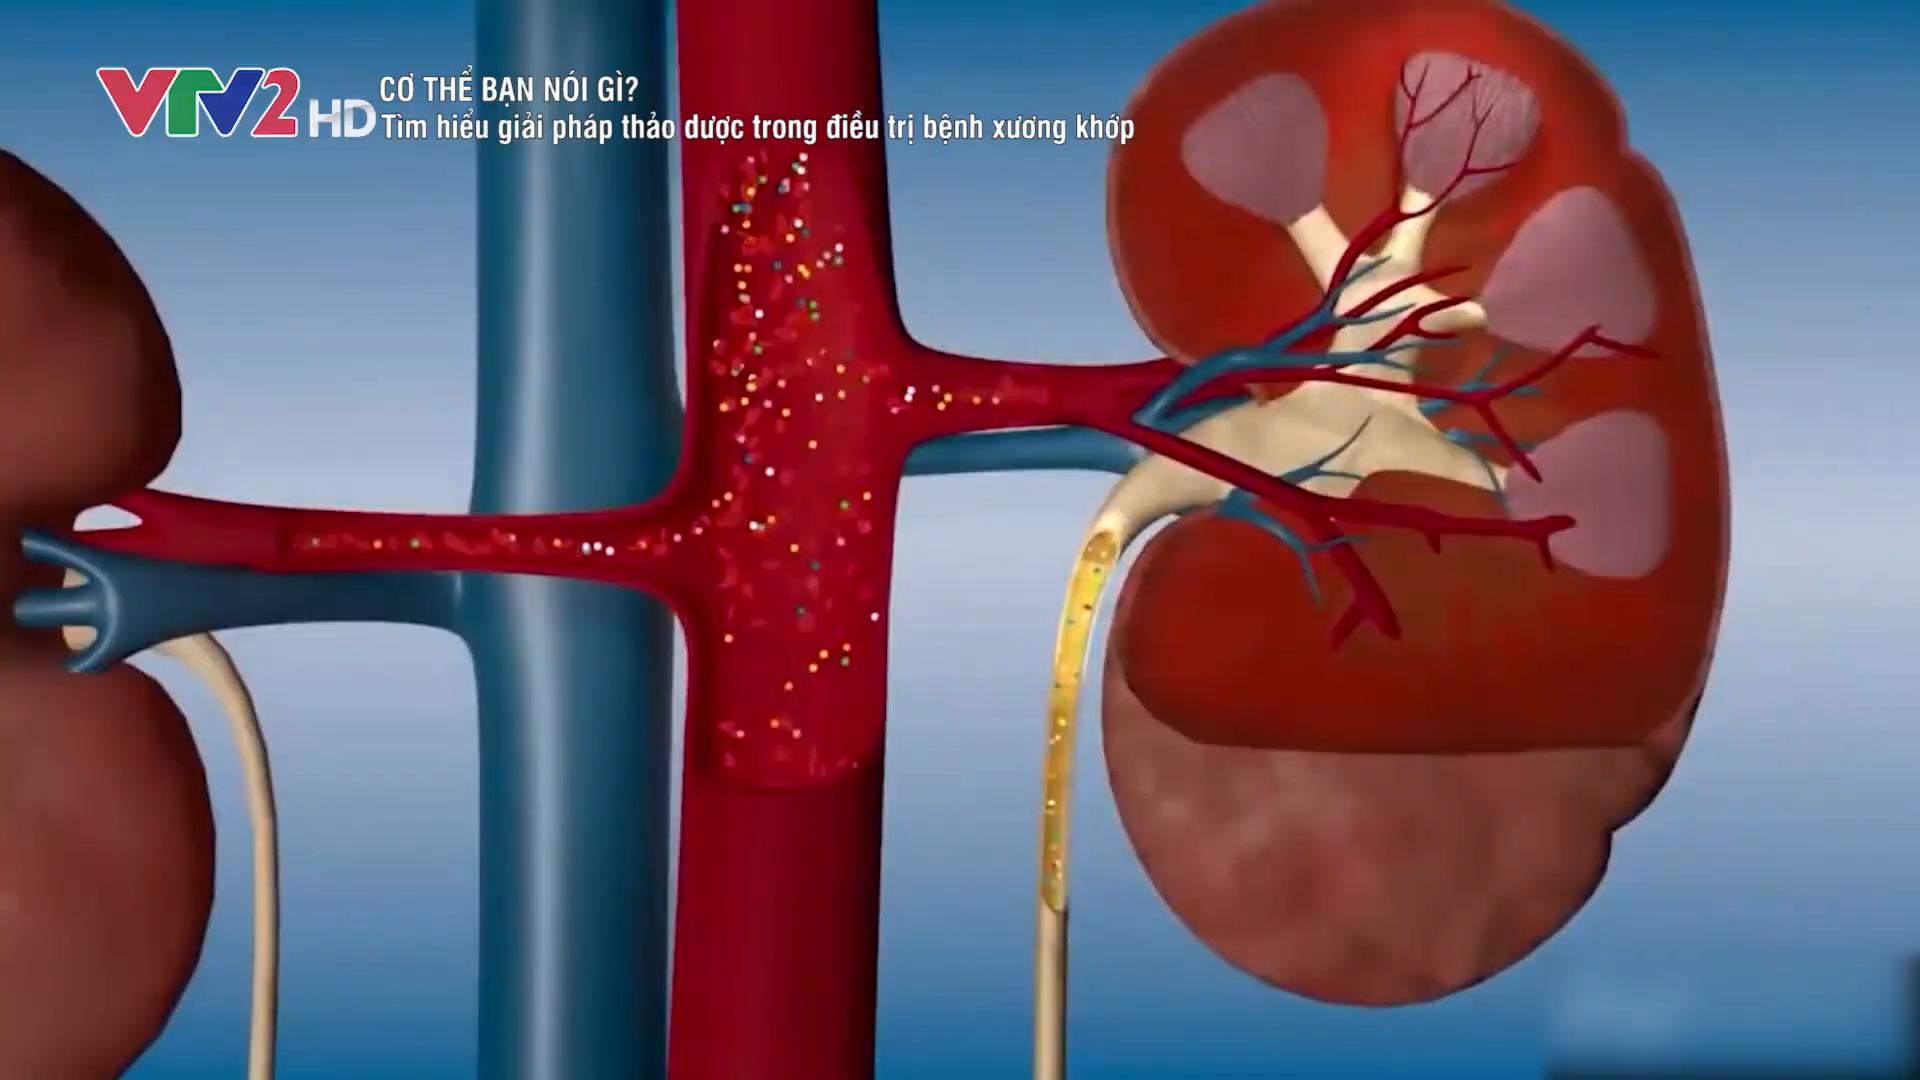 VTV2 HD
CƠ THỂ BẠN NÓI GÌ?
Tìm hiểu giải pháp thảo dược trong điều trị bệnh xương khớp